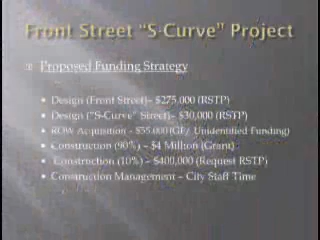 Front Street "S-Curve" Project
Proposed Funding Strategy
• Design (Front Street)– $275,000 (RSTP)
• Design ("S-Curve" Street)– $30,000 (RSTP)
• ROW Acquisition – $55,000 (GF/ Unidentified Funding)
• Construction (90%) – $4 Million (Grant)
• Construction (10%) – $400,000 (Request RSTP)
• Construction Management – City Staff Time